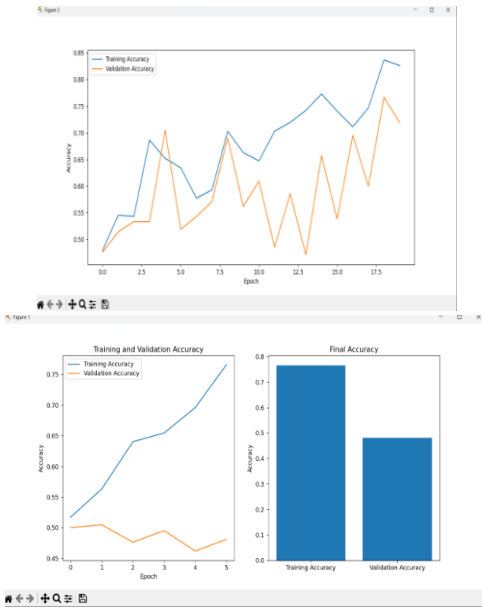 Figure 2
Training Accuracy
Validation Accuracy
0.85
0.80
0.75
0.70
0.65
0.60
0.55
0.50
Accuracy
0.0 2.5 5.0 7.5 10.0 12.5 15.0 17.5
Epoch
Figure 1
Training and Validation Accuracy
Training Accuracy
Validation Accuracy
0.75
0.70
0.65
0.60
0.55
0.50
0.45
Accuracy
0 1 2 3 4 5
Epoch
Final Accuracy
0.8
0.7
0.6
0.5
0.4
0.3
0.2
0.1
0.0
Accuracy
Training Accuracy Validation Accuracy